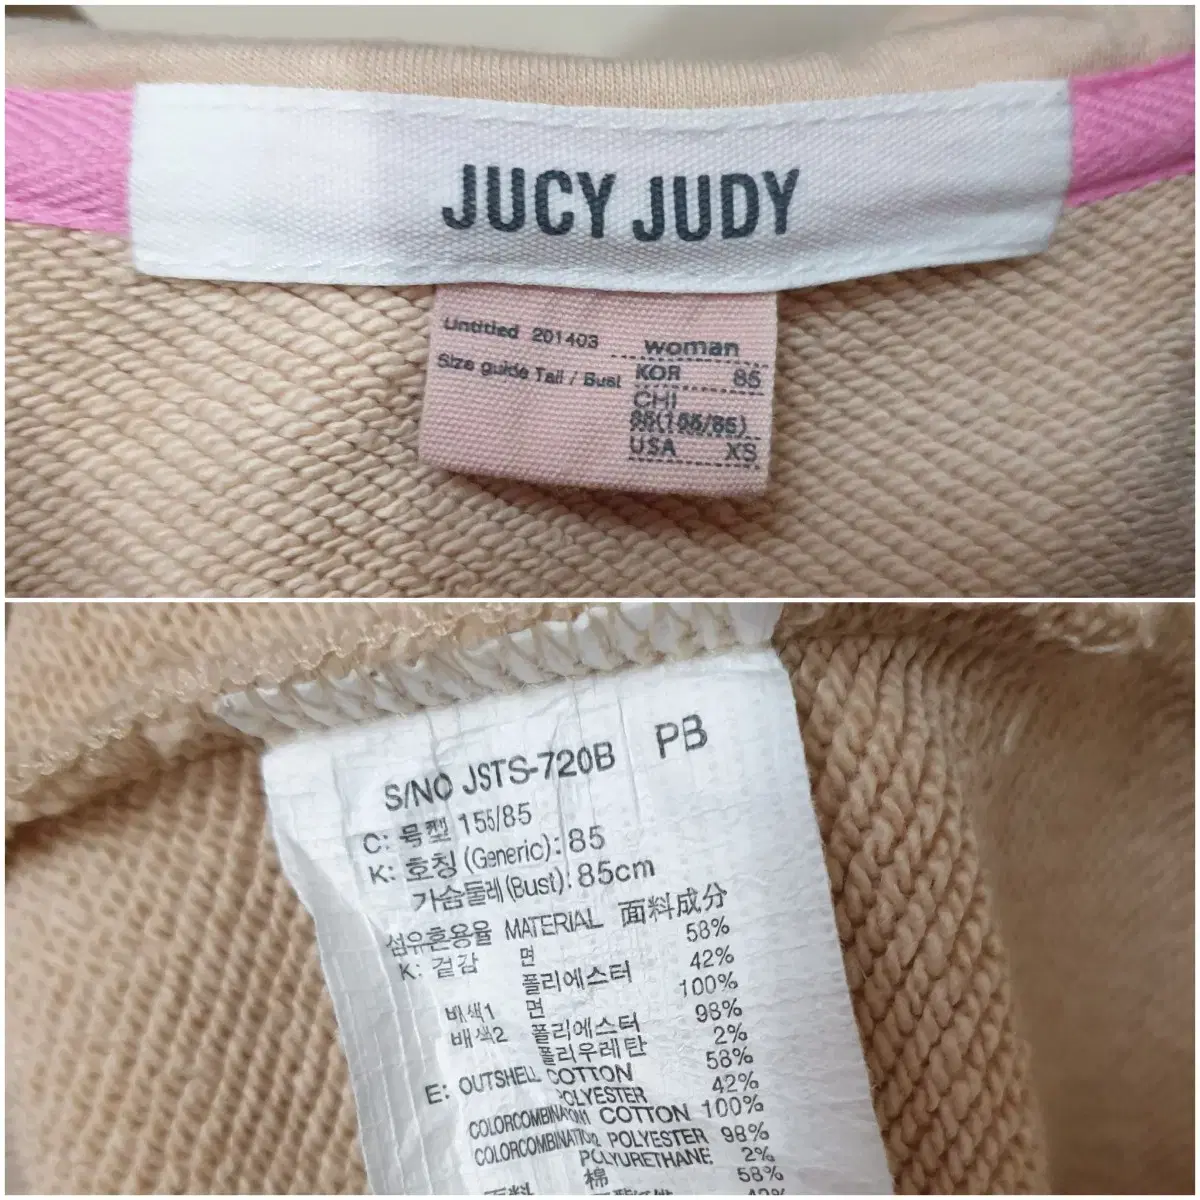 JUCY JUDY
Untitled 201403
Size guide Tall / Bust
woman
KOR 85
CHI
85(155/85)
USA XS
S/NO JSTS-720B PB
C: 号型 155/85
K: 호칭 (Generic): 85
가슴둘레 (Bust): 85cm
섬유혼용율 MATERIAL 面料成分
K: 겉감 면 58%
폴리에스터 42%
배색1 면 100%
배색2 폴리에스터 98%
폴리우레탄 2%
E: OUTSHELL COTTON 58%
POLYESTER 42%
COLORCOMBINATION1 COTTON 100%
COLORCOMBINATION2 POLYESTER 98%
POLYURETHANE 2%
棉 58%